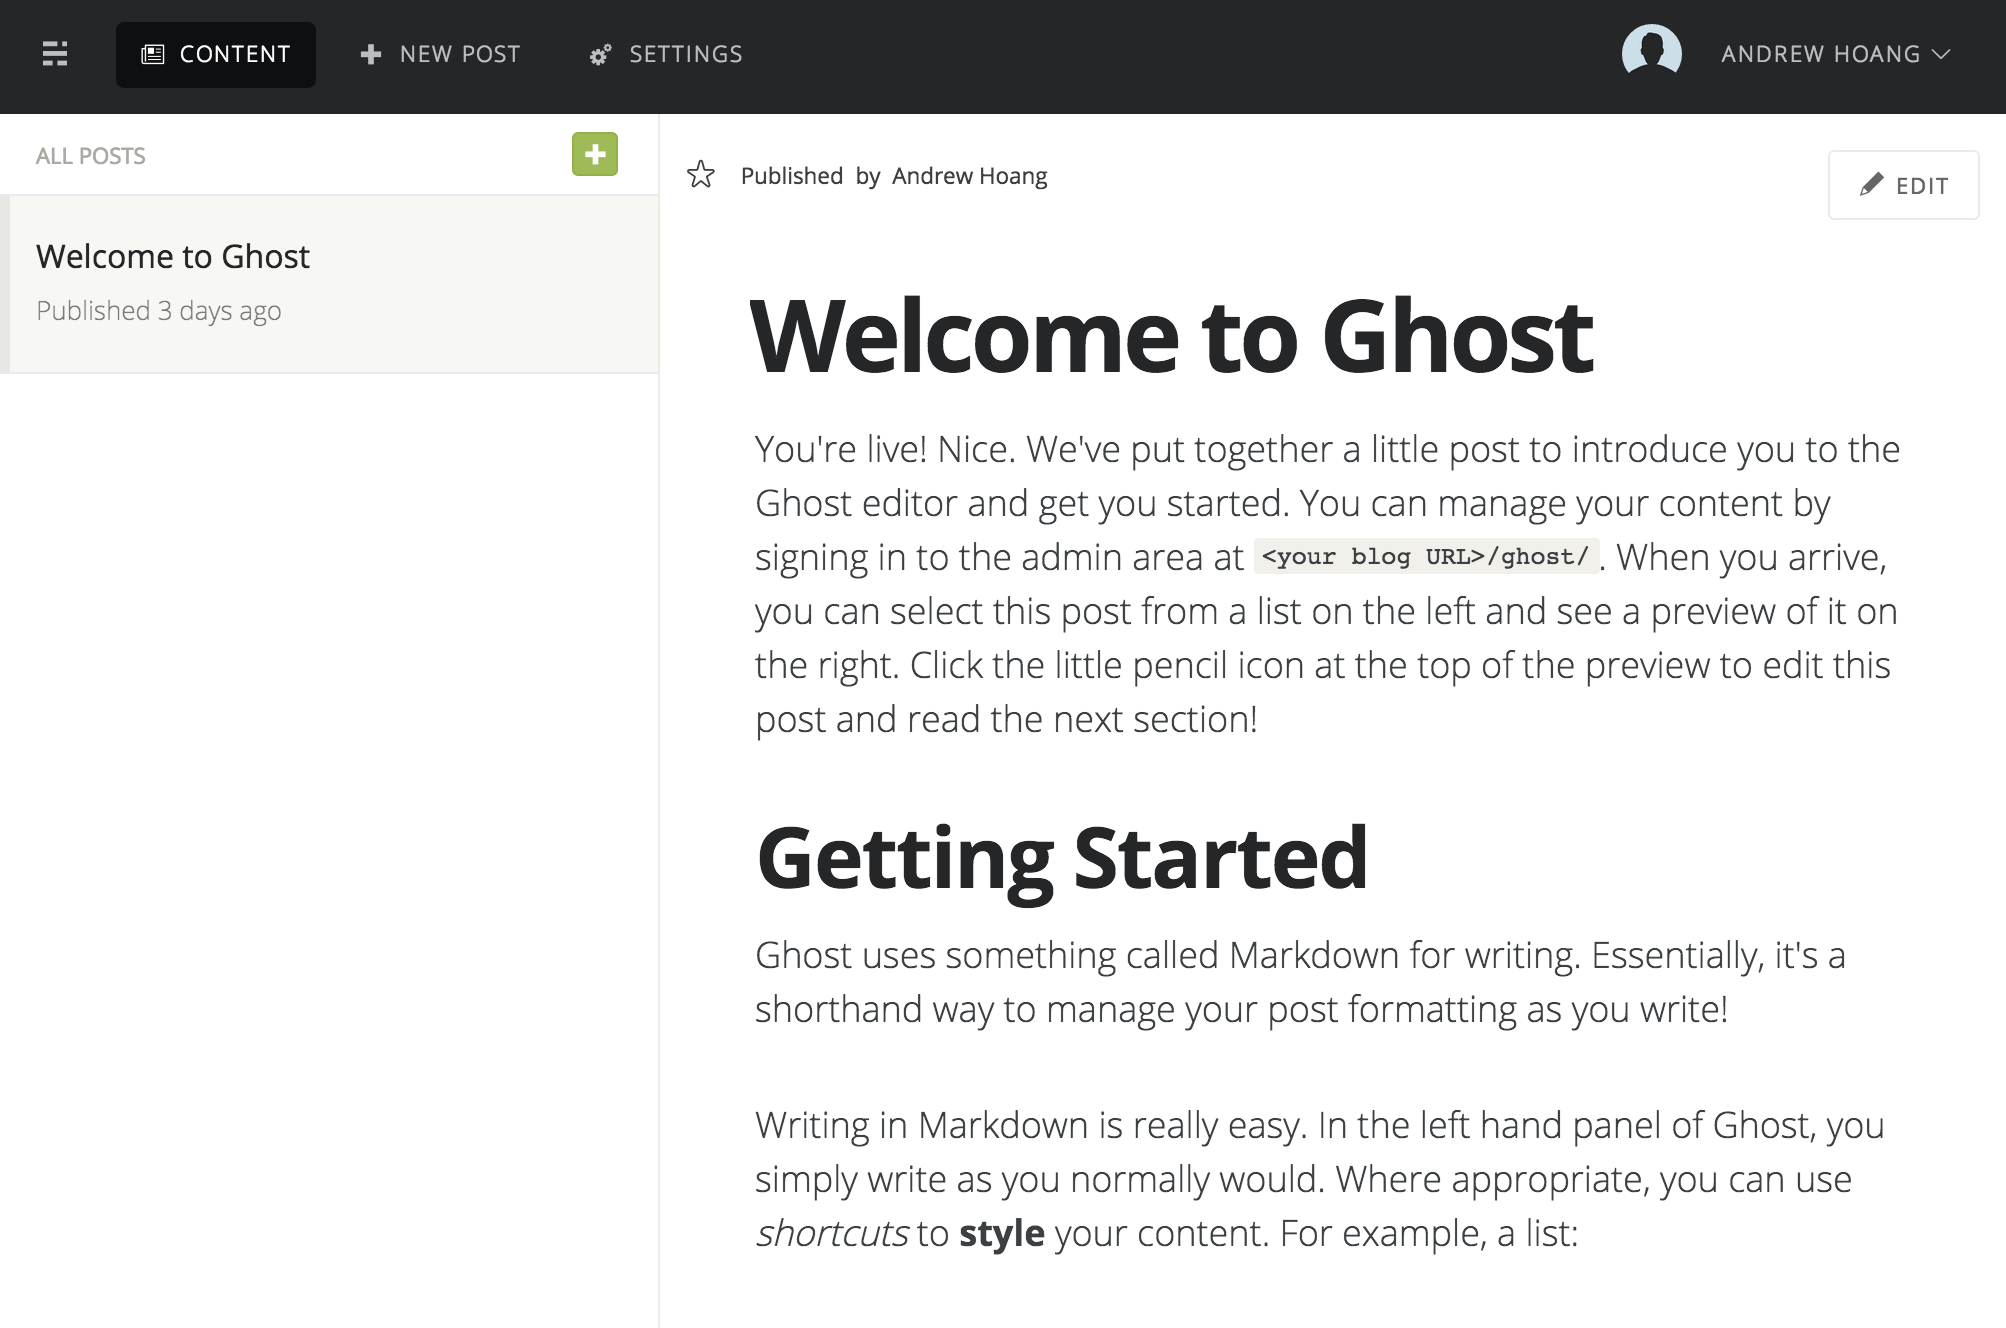 CONTENT
NEW POST
SETTINGS
ANDREW HOANG
ALL POSTS
Welcome to Ghost
Published 3 days ago
Published by Andrew Hoang
EDIT
Welcome to Ghost
You're live! Nice. We've put together a little post to introduce you to the
Ghost editor and get you started. You can manage your content by
signing in to the admin area at <your blog URL>/ghost/. When you arrive,
you can select this post from a list on the left and see a preview of it on
the right. Click the little pencil icon at the top of the preview to edit this
post and read the next section!
Getting Started
Ghost uses something called Markdown for writing. Essentially, it's a
shorthand way to manage your post formatting as you write!
Writing in Markdown is really easy. In the left hand panel of Ghost, you
simply write as you normally would. Where appropriate, you can use
shortcuts to style your content. For example, a list: